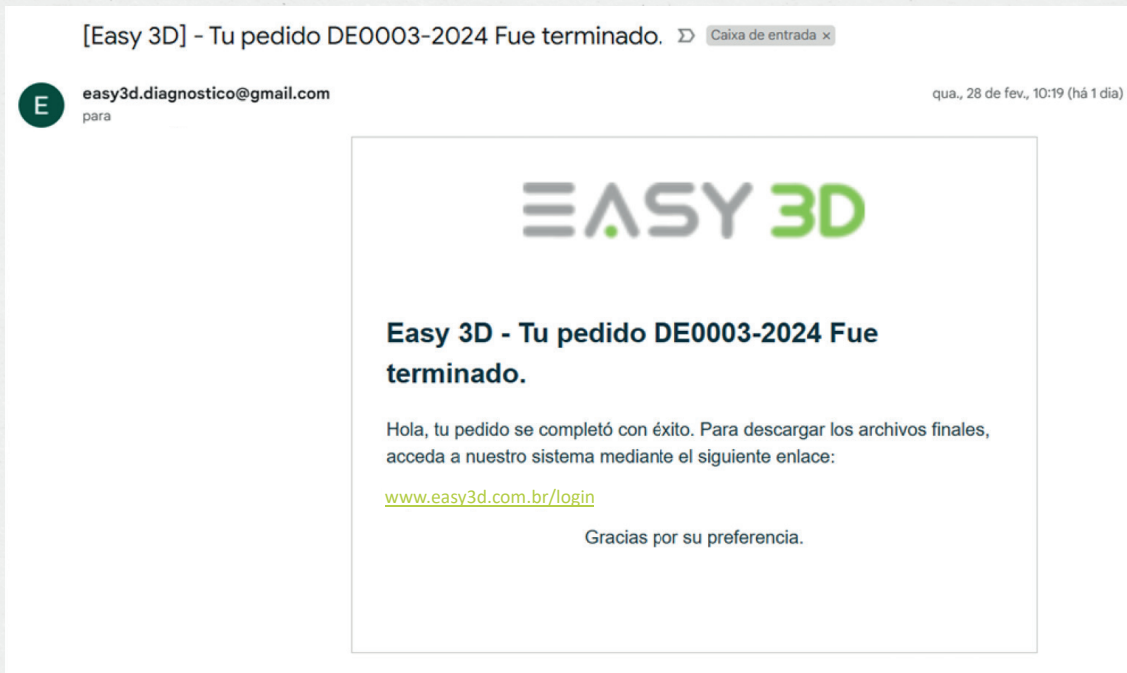 [Easy 3D] - Tu pedido DE0003-2024 Fue terminado. Caixa de entrada ×
E
easy3d.diagnostico@gmail.com
qua., 28 de fev., 10:19 (há 1 dia)
para
EASY 3D
Easy 3D - Tu pedido DE0003-2024 Fue
terminado.
Hola, tu pedido se completó con éxito. Para descargar los archivos finales,
acceda a nuestro sistema mediante el siguiente enlace:
www.easy3d.com.br/login
Gracias por su preferencia.